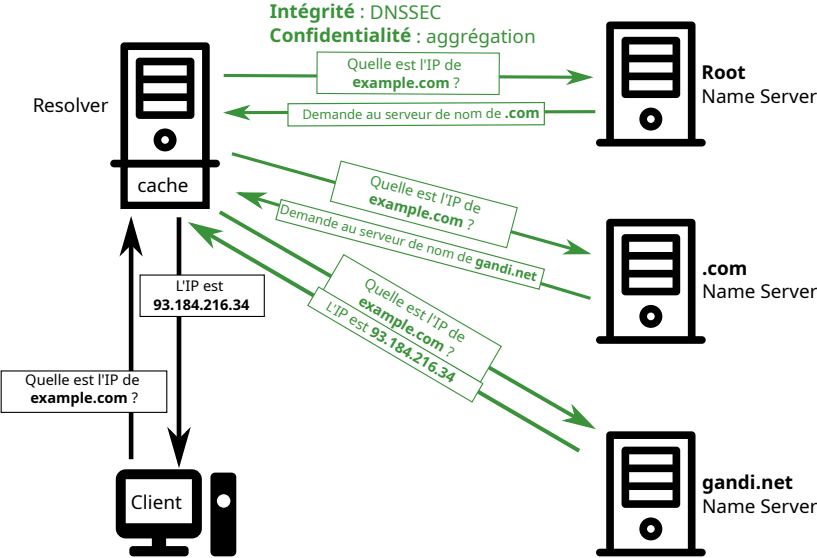 Intégrité : DNSSEC
Confidentialité : aggrégation
Resolver
cache
Quelle est l'IP de
example.com ?
Demande au serveur de nom de .com
Root
Name Server
Quelle est l'IP de
example.com ?
Demande au serveur de nom de gandi.net
.com
Name Server
Quelle est l'IP de
example.com ?
L'IP est 93.184.216.34
L'IP est
93.184.216.34
Quelle est l'IP de
example.com ?
Client
gandi.net
Name Server